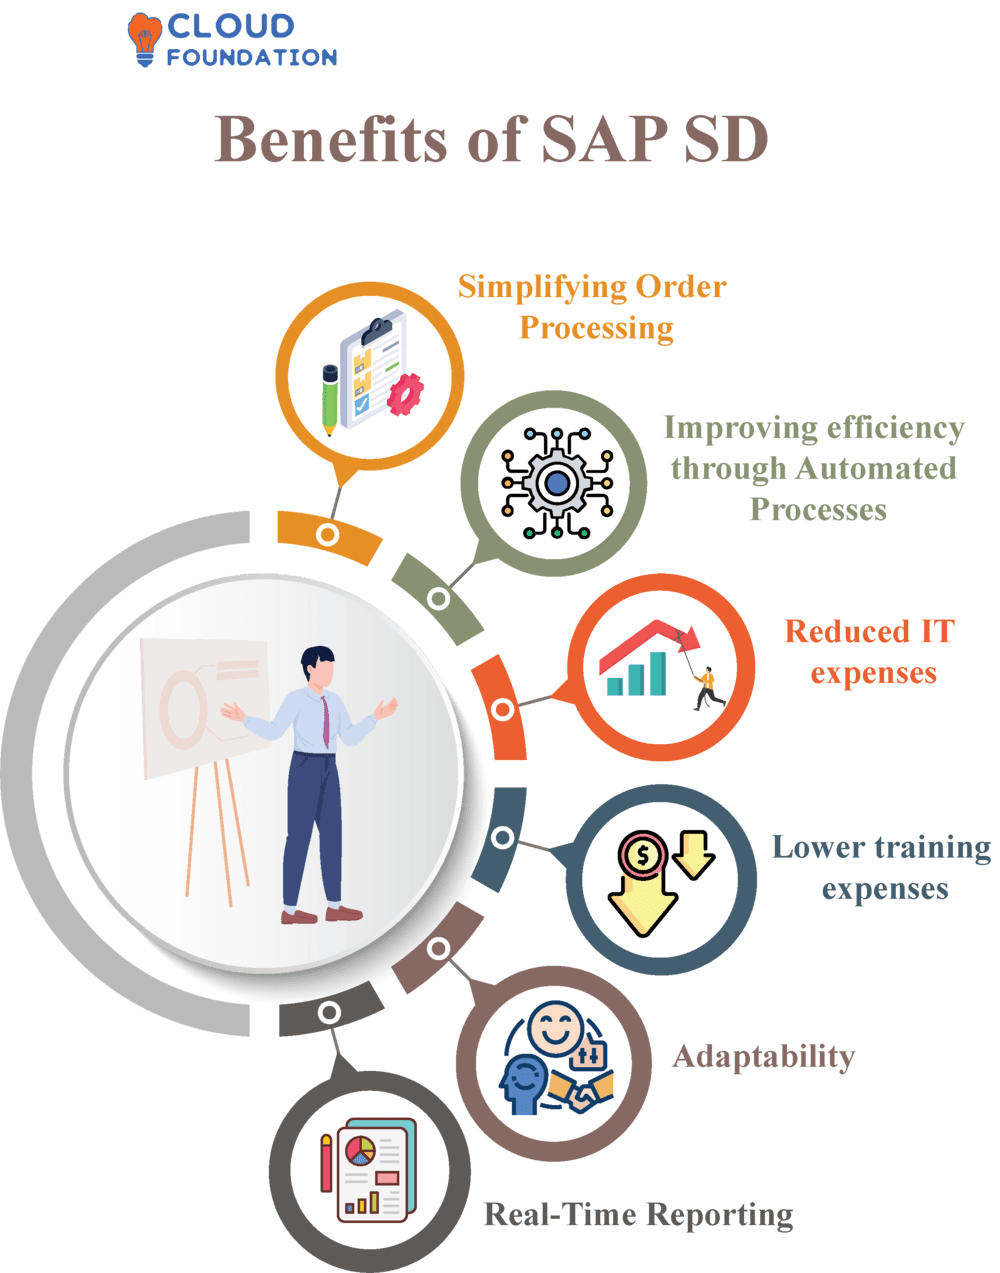 CLOUD
FOUNDATION
Benefits of SAP SD
Simplifying Order
Processing
Improving efficiency
through Automated
Processes
Reduced IT
expenses
$
Lower training
expenses
Adaptability
Real-Time Reporting